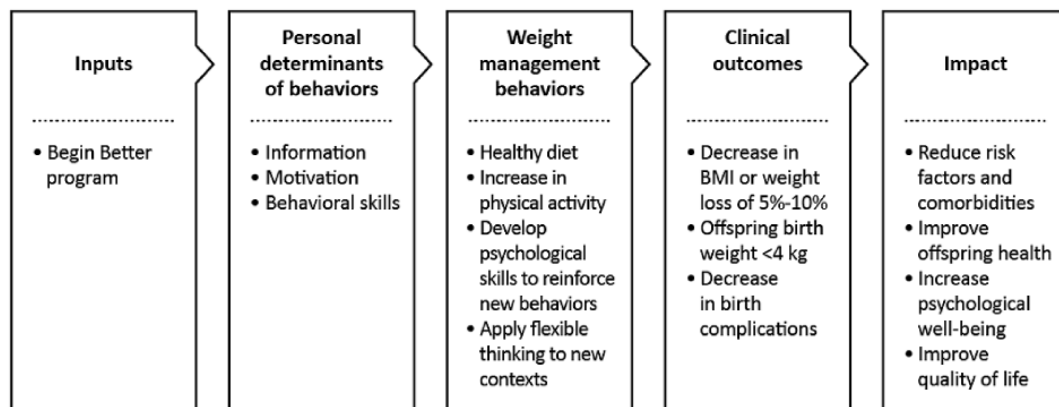 Inputs
• Begin Better
program
Personal
determinants
of behaviors
• Information
• Motivation
• Behavioral skills
Weight
management
behaviors
• Healthy diet
• Increase in
physical activity
• Develop
psychological
skills to reinforce
new behaviors
• Apply flexible
thinking to new
contexts
Clinical
outcomes
• Decrease in
BMI or weight
loss of 5%-10%
• Offspring birth
weight <4 kg
• Decrease
in birth
complications
Impact
• Reduce risk
factors and
comorbidities
• Improve
offspring health
• Increase
psychological
well-being
• Improve
quality of life